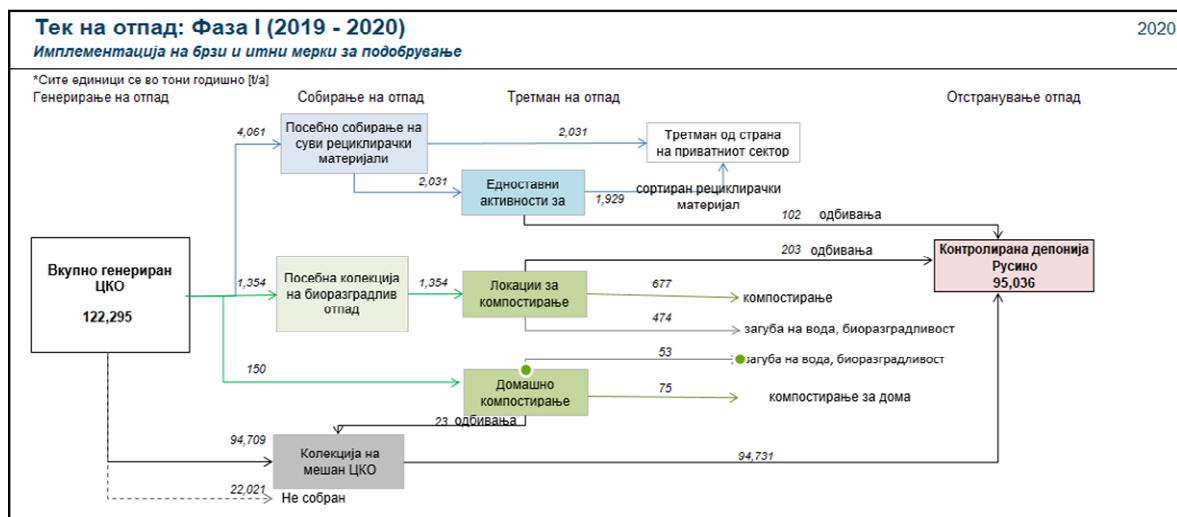 Тек на отпад: Фаза I (2019 - 2020)
2020
Имплементација на брзи и итни мерки за подобрување
*Сите единици се во тони годишно [t/a]
Генерирање на отпад
Собирање на отпад
Третман на отпад
Отстранување отпад
4,061
Посебно собирање на
суви рециклирачки
материјали
2,031
Третман од страна
на приватниот сектор
2,031
Едноставни
активности за
1,929
сортиран рециклирачки
материјал
102 одбивања
Вкупно генериран
ЦКО
122,295
1,354
Посебна колекција
на биоразградлив
отпад
1,354
Локации за
компостирање
203 одбивања
Контролирана депонија
Русино
95,036
677
компостирање
474
загуба на вода, биоразградливост
53
загуба на вода, биоразградливост
150
Домашно
компостирање
75
компостирање за дома
23 одбивања
94,709
Колекција на
мешан ЦКО
94,731
22,021
Не собран